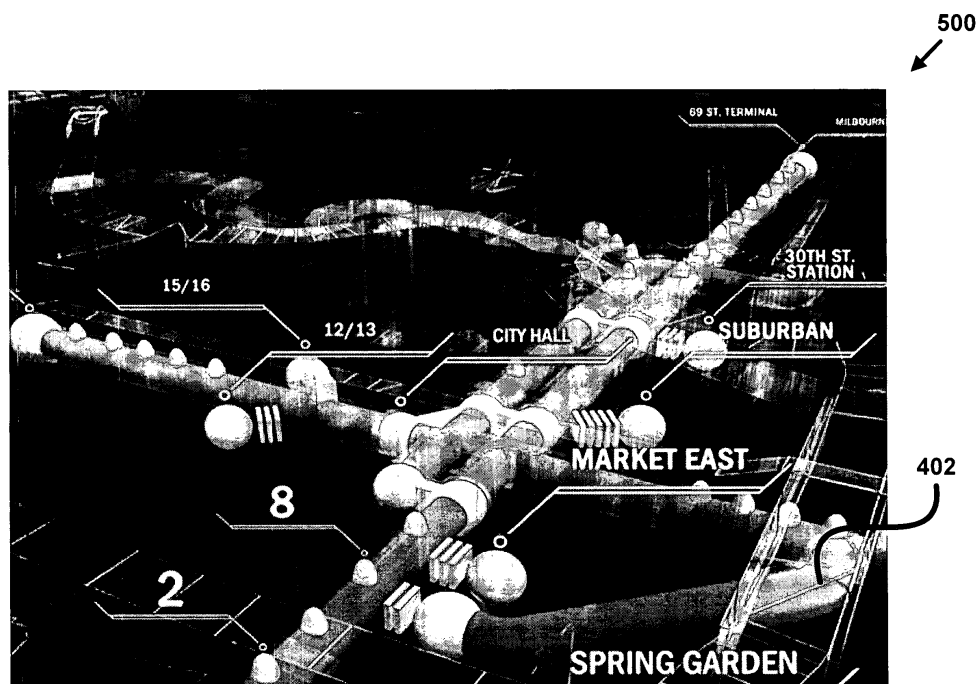 500
69 ST. TERMINAL
MILBOURN
30TH ST.
STATION
15/16
12/13
CITY HALL
SUBURBAN
MARKET EAST
402
8
2
SPRING GARDEN